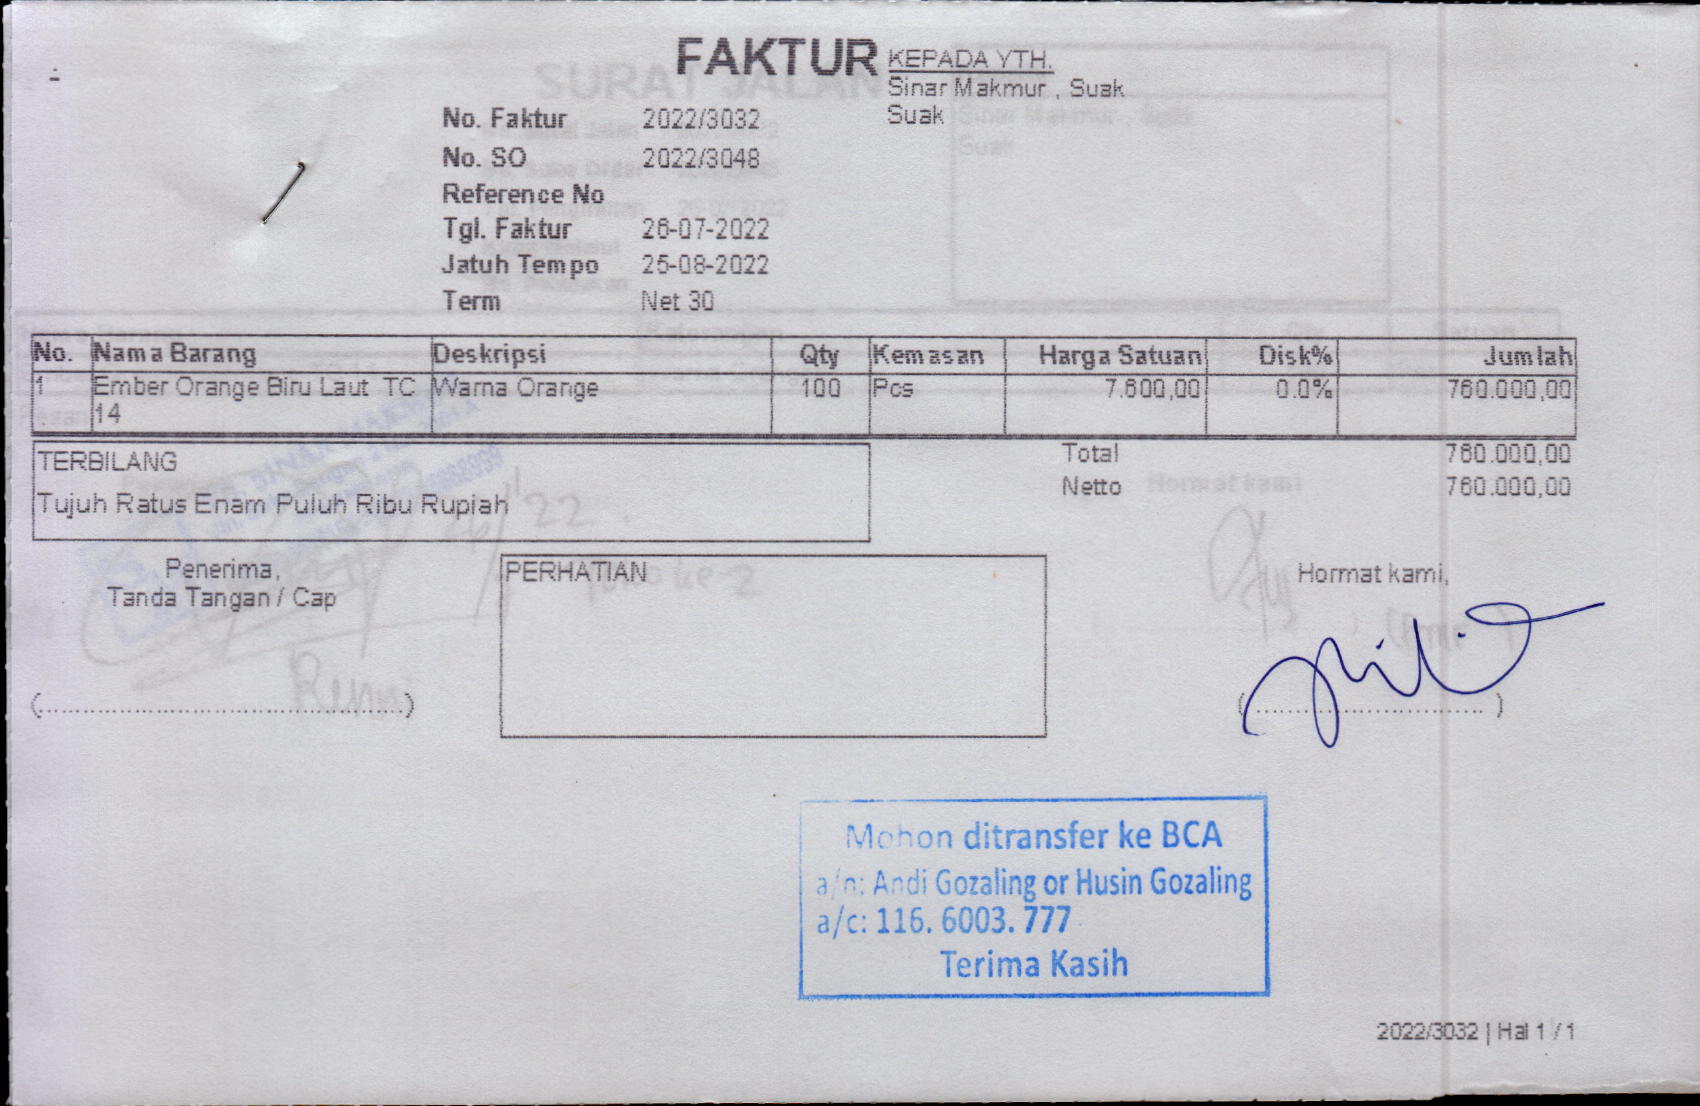 FAKTUR
KEPADA YTH.
Sinar Makmur , Suak
Suak
No. Faktur 2022/3032
No. SO 2022/3048
Reference No
Tgl. Faktur 26-07-2022
Jatuh Tempo 25-08-2022
Term Net 30
No. Nama Barang Deskripsi Qty Kemasan Harga Satuan Disk% Jumlah
1 Ember Orange Biru Laut TC Warna Orange 100 Pcs 7.600,00 0.0% 760.000,00
14
TERBILANG
Tujuh Ratus Enam Puluh Ribu Rupiah
Total 760.000,00
Netto 760.000,00
Penerima,
Tanda Tangan / Cap
PERHATIAN
Hormat kami,
Mohon ditransfer ke BCA
a/n: Andi Gozaling or Husin Gozaling
a/c: 116. 6003. 777
Terima Kasih
2022/3032 | Hal 1 / 1